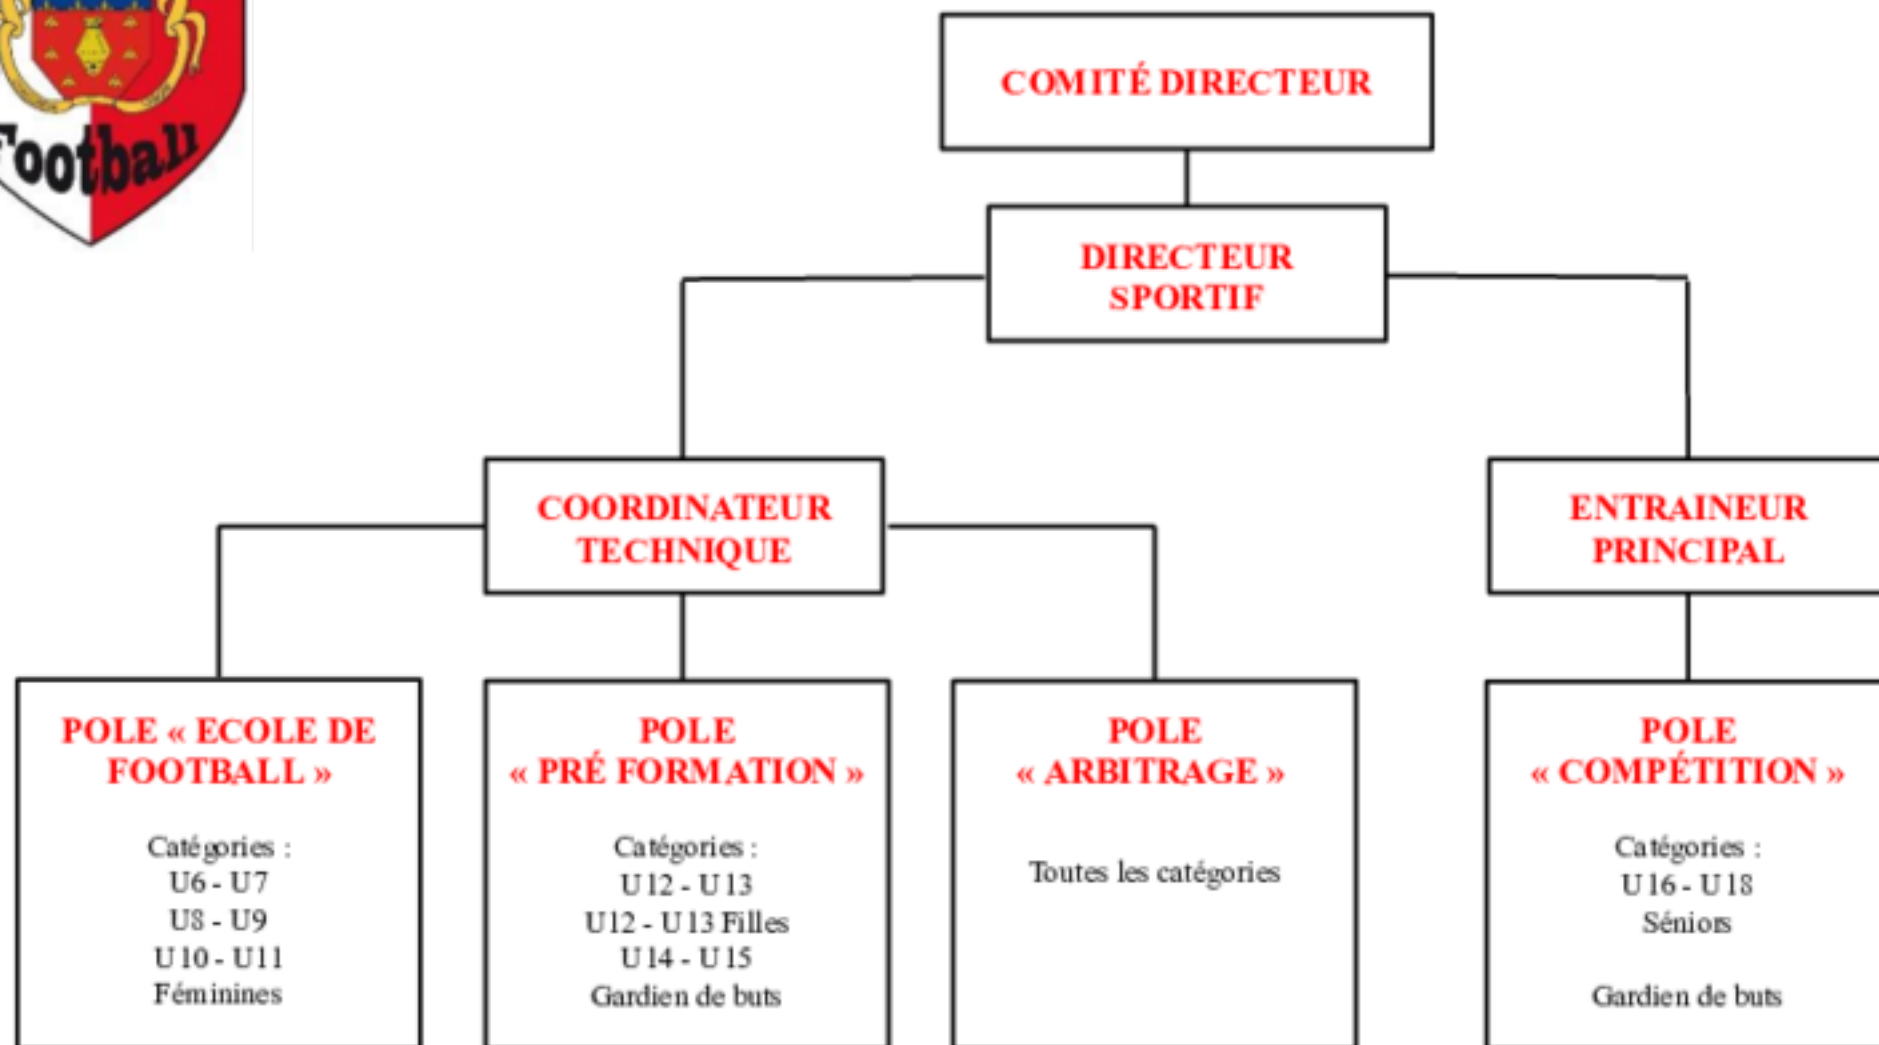 Football
COMITÉ DIRECTEUR
DIRECTEUR
SPORTIF
COORDINATEUR
TECHNIQUE
ENTRAINEUR
PRINCIPAL
POLE « ECOLE DE
FOOTBALL »
Catégories :
U6 - U7
U8 - U9
U10 - U11
Féminines
POLE
« PRÉ FORMATION »
Catégories :
U12 - U13
U12 - U13 Filles
U14 - U15
Gardien de buts
POLE
« ARBITRAGE »
Toutes les catégories
POLE
« COMPÉTITION »
Catégories :
U16 - U18
Séniors
Gardien de buts